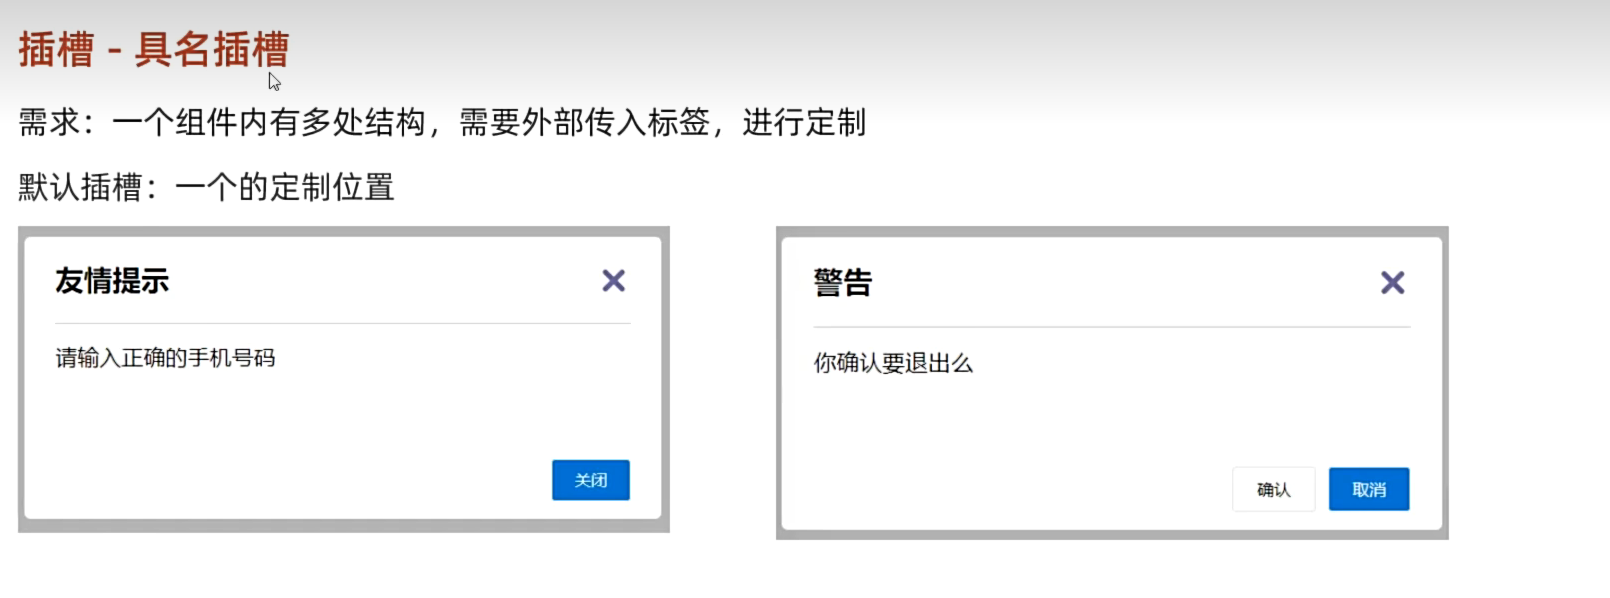 插槽 - 具名插槽
需求：一个组件内有多处结构，需要外部传入标签，进行定制
默认插槽：一个的定制位置
友情提示
请输入正确的手机号码
关闭
警告
你确认要退出么
确认
取消